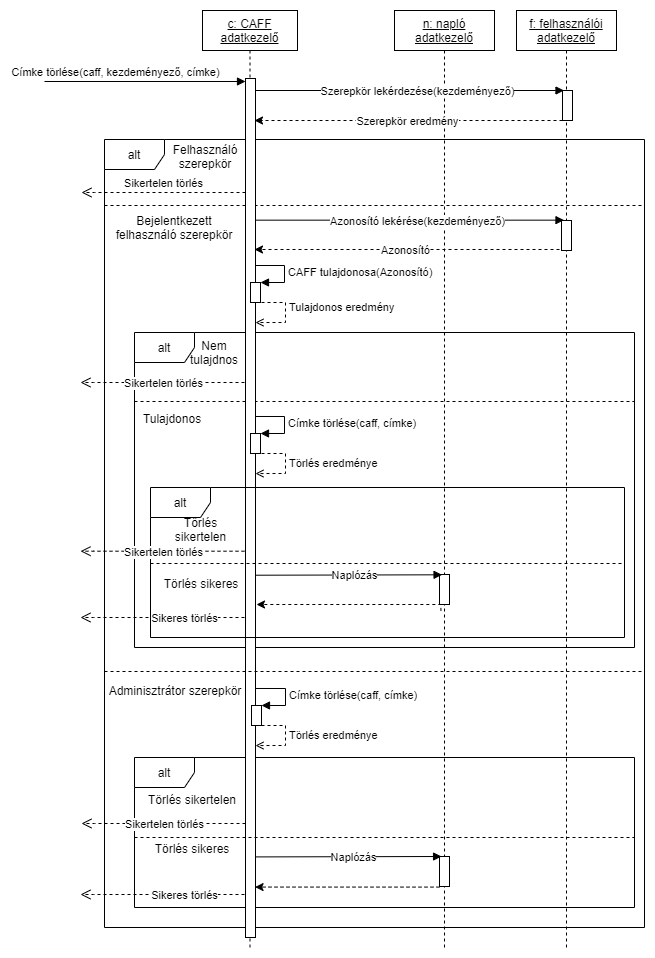 c: CAFF
adatkezelő
n: napló
adatkezelő
f: felhasználói
adatkezelő
Címke törlése(caff, kezdeményező, címke)
Szerepkör lekérdezése(kezdeményező)
Szerepkör eredmény
alt
Felhasználó
szerepkör
Sikertelen törlés
Bejelentkezett
felhasználó szerepkör
Azonosító lekérése(kezdeményező)
Azonosító
CAFF tulajdonosa(Azonosító)
Tulajdonos eredmény
alt
Nem
tulajdnos
Sikertelen törlés
Tulajdonos
Címke törlése(caff, címke)
Törlés eredménye
alt
Törlés
sikertelen
Sikertelen törlés
Törlés sikeres
Naplózás
Sikeres törlés
Adminisztrátor szerepkör
Címke törlése(caff, címke)
Törlés eredménye
alt
Törlés sikertelen
Sikertelen törlés
Törlés sikeres
Naplózás
Sikeres törlés